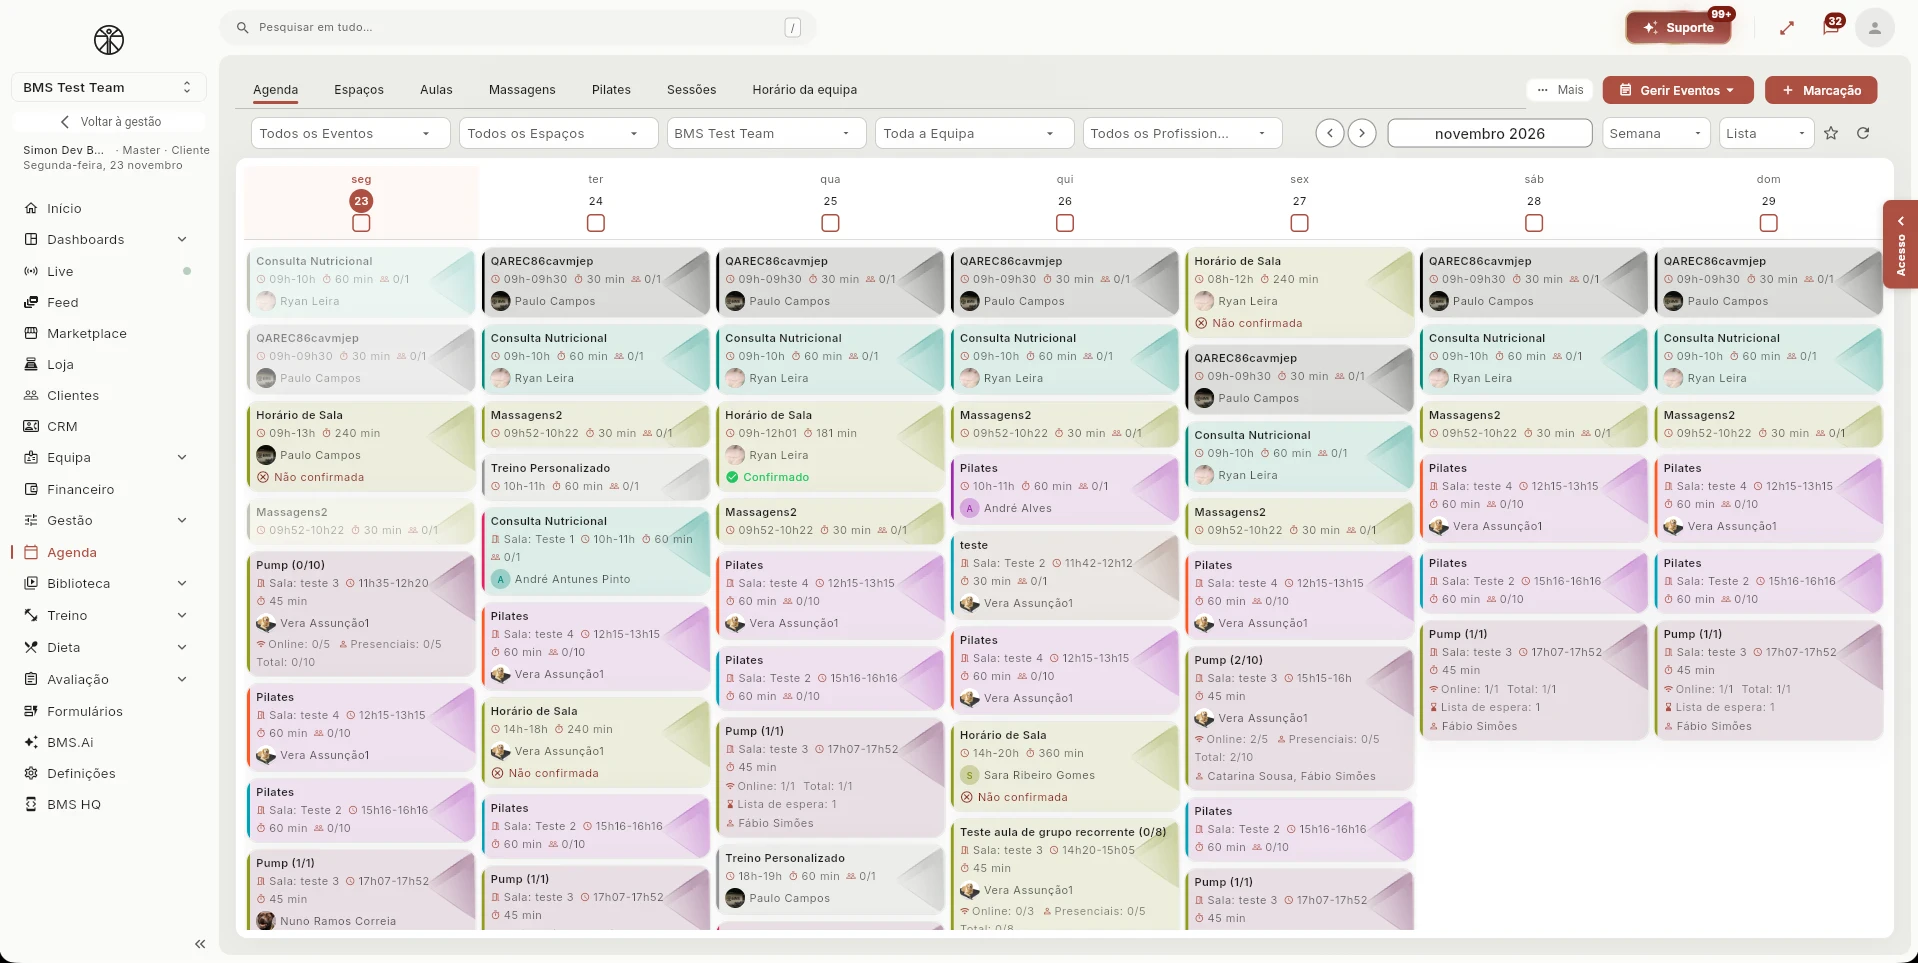 Pesquisar em tudo...
/
Suporte
99+
32
BMS Test Team
Voltar à gestão
Simon Dev B... · Master · Cliente
Segunda-feira, 23 novembro
Início
Dashboards
Live
Feed
Marketplace
Loja
Clientes
CRM
Equipa
Financeiro
Gestão
Agenda
Biblioteca
Treino
Dieta
Avaliação
Formulários
BMS.Ai
Definições
BMS HQ
Agenda Espaços Aulas Massagens Pilates Sessões Horário da equipa
Mais
Gerir Eventos
Marcação
Todos os Eventos
Todos os Espaços
BMS Test Team
Toda a Equipa
Todos os Profission...
novembro 2026
Semana
Lista
Acesso
seg
23
Consulta Nutricional
09h-10h 60 min 0/1
Ryan Leira
QAREC86cavmjep
09h-09h30 30 min 0/1
Paulo Campos
Horário de Sala
09h-13h 240 min
Paulo Campos
Não confirmada
Massagens2
09h52-10h22 30 min 0/1
Pump (0/10)
Sala: teste 3 11h35-12h20
45 min
Vera Assunção1
Online: 0/5 Presenciais: 0/5
Total: 0/10
Pilates
Sala: teste 4 12h15-13h15
60 min 0/10
Vera Assunção1
Pilates
Sala: Teste 2 15h16-16h16
60 min 0/10
Pump (1/1)
Sala: teste 3 17h07-17h52
45 min
Nuno Ramos Correia
ter
24
QAREC86cavmjep
09h-09h30 30 min 0/1
Paulo Campos
Consulta Nutricional
09h-10h 60 min 0/1
Ryan Leira
Massagens2
09h52-10h22 30 min 0/1
Treino Personalizado
10h-11h 60 min 0/1
Consulta Nutricional
Sala: Teste 1 10h-11h 60 min
0/1
A André Antunes Pinto
Pilates
Sala: teste 4 12h15-13h15
60 min 0/10
Vera Assunção1
Horário de Sala
14h-18h 240 min
Vera Assunção1
Não confirmada
Pilates
Sala: Teste 2 15h16-16h16
60 min 0/10
Pump (1/1)
Sala: teste 3 17h07-17h52
45 min
qua
25
QAREC86cavmjep
09h-09h30 30 min 0/1
Paulo Campos
Consulta Nutricional
09h-10h 60 min 0/1
Ryan Leira
Horário de Sala
09h-12h01 181 min
Ryan Leira
Confirmado
Massagens2
09h52-10h22 30 min 0/1
Pilates
Sala: teste 4 12h15-13h15
60 min 0/10
Vera Assunção1
Pilates
Sala: Teste 2 15h16-16h16
60 min 0/10
Pump (1/1)
Sala: teste 3 17h07-17h52
45 min
Online: 1/1 Total: 1/1
Lista de espera: 1
Fábio Simões
Treino Personalizado
18h-19h 60 min 0/1
Paulo Campos
qui
26
QAREC86cavmjep
09h-09h30 30 min 0/1
Paulo Campos
Consulta Nutricional
09h-10h 60 min 0/1
Ryan Leira
Massagens2
09h52-10h22 30 min 0/1
Pilates
10h-11h 60 min 0/1
A André Alves
teste
Sala: Teste 2 11h42-12h12
30 min 0/1
Vera Assunção1
Pilates
Sala: teste 4 12h15-13h15
60 min 0/10
Vera Assunção1
Horário de Sala
14h-20h 360 min
S Sara Ribeiro Gomes
Não confirmada
Teste aula de grupo recorrente (0/8)
Sala: teste 3 14h20-15h05
45 min
Vera Assunção1
Online: 0/3 Presenciais: 0/5
Total: 0/8
sex
27
Horário de Sala
08h-12h 240 min
Ryan Leira
Não confirmada
QAREC86cavmjep
09h-09h30 30 min 0/1
Paulo Campos
Consulta Nutricional
09h-10h 60 min 0/1
Ryan Leira
Massagens2
09h52-10h22 30 min 0/1
Pilates
Sala: teste 4 12h15-13h15
60 min 0/10
Vera Assunção1
Pump (2/10)
Sala: teste 3 15h15-16h
45 min
Vera Assunção1
Online: 2/5 Presenciais: 0/5
Total: 2/10
Catarina Sousa, Fábio Simões
Pilates
Sala: Teste 2 15h16-16h16
60 min 0/10
Pump (1/1)
Sala: teste 3 17h07-17h52
45 min
sáb
28
QAREC86cavmjep
09h-09h30 30 min 0/1
Paulo Campos
Consulta Nutricional
09h-10h 60 min 0/1
Ryan Leira
Massagens2
09h52-10h22 30 min 0/1
Pilates
Sala: teste 4 12h15-13h15
60 min 0/10
Vera Assunção1
Pilates
Sala: Teste 2 15h16-16h16
60 min 0/10
Pump (1/1)
Sala: teste 3 17h07-17h52
45 min
Online: 1/1 Total: 1/1
Lista de espera: 1
Fábio Simões
dom
29
QAREC86cavmjep
09h-09h30 30 min 0/1
Paulo Campos
Consulta Nutricional
09h-10h 60 min 0/1
Ryan Leira
Massagens2
09h52-10h22 30 min 0/1
Pilates
Sala: teste 4 12h15-13h15
60 min 0/10
Vera Assunção1
Pilates
Sala: Teste 2 15h16-16h16
60 min 0/10
Pump (1/1)
Sala: teste 3 17h07-17h52
45 min
Online: 1/1 Total: 1/1
Lista de espera: 1
Fábio Simões